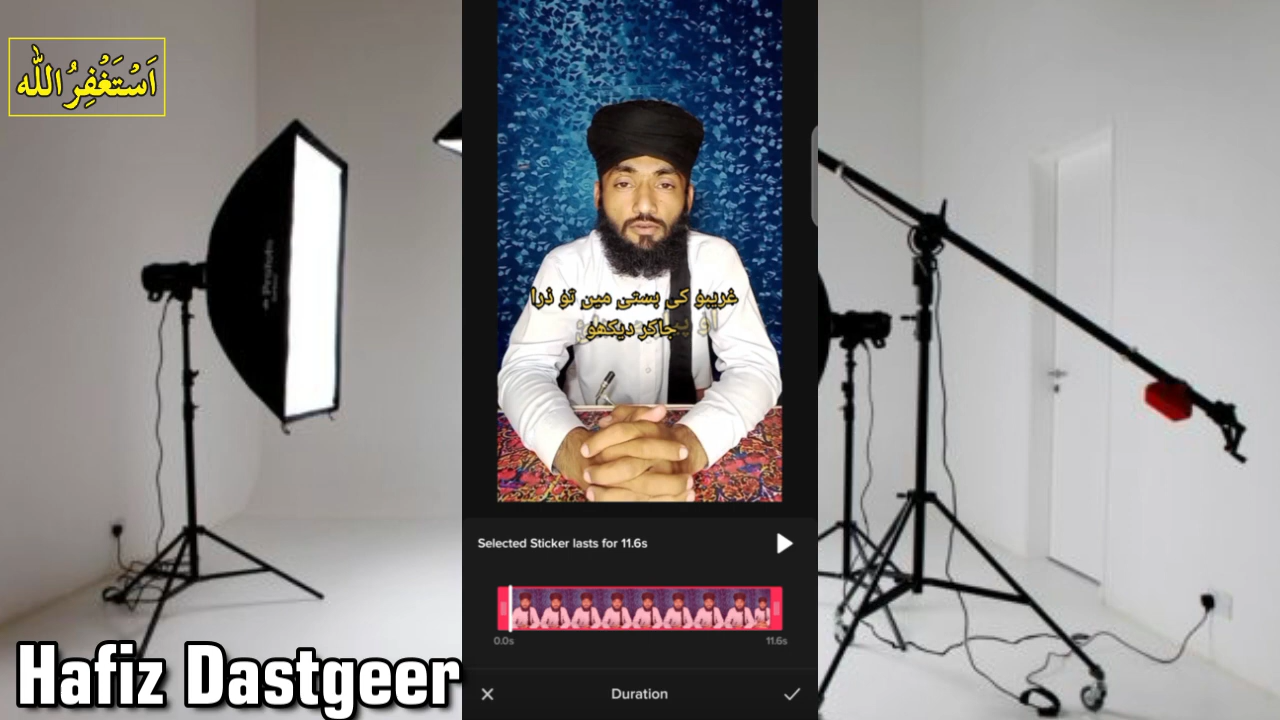 اَسْتَغْفِرُاللّٰه
Profoto
غریبو کی بستی میں تو ذرا
جاکر دیکھو
Selected Sticker lasts for 11.6s
0.0s 11.6s
Duration
Hafiz Dastgeer